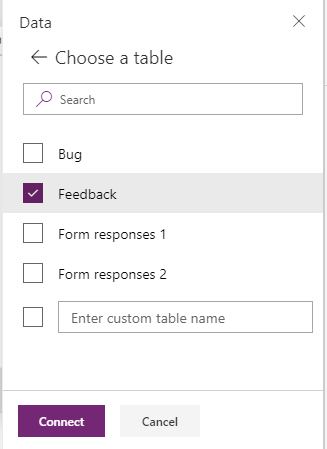 Data
Choose a table
Search
Bug
Feedback
Form responses 1
Form responses 2
Enter custom table name
Connect Cancel